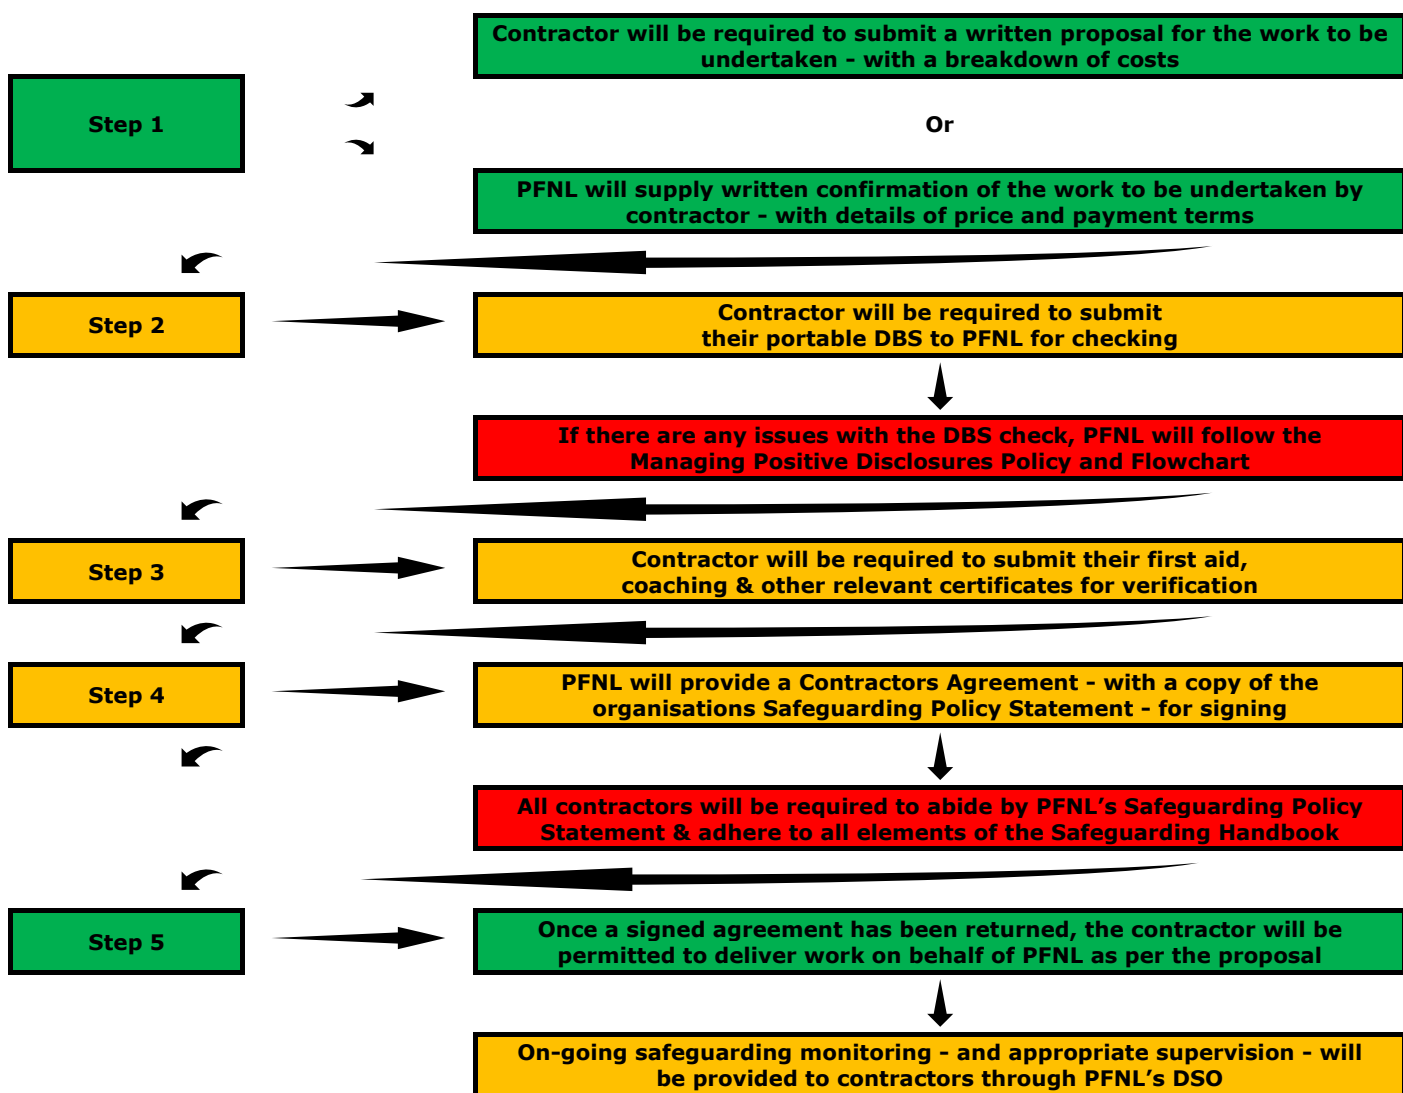 Contractor will be required to submit a written proposal for the work to be
undertaken - with a breakdown of costs
Step 1
Or
PFNL will supply written confirmation of the work to be undertaken by
contractor - with details of price and payment terms
Step 2
Contractor will be required to submit
their portable DBS to PFNL for checking
If there are any issues with the DBS check, PFNL will follow the
Managing Positive Disclosures Policy and Flowchart
Step 3
Contractor will be required to submit their first aid,
coaching & other relevant certificates for verification
Step 4
PFNL will provide a Contractors Agreement - with a copy of the
organisations Safeguarding Policy Statement - for signing
All contractors will be required to abide by PFNL’s Safeguarding Policy
Statement & adhere to all elements of the Safeguarding Handbook
Step 5
Once a signed agreement has been returned, the contractor will be
permitted to deliver work on behalf of PFNL as per the proposal
On-going safeguarding monitoring - and appropriate supervision - will
be provided to contractors through PFNL’s DSO